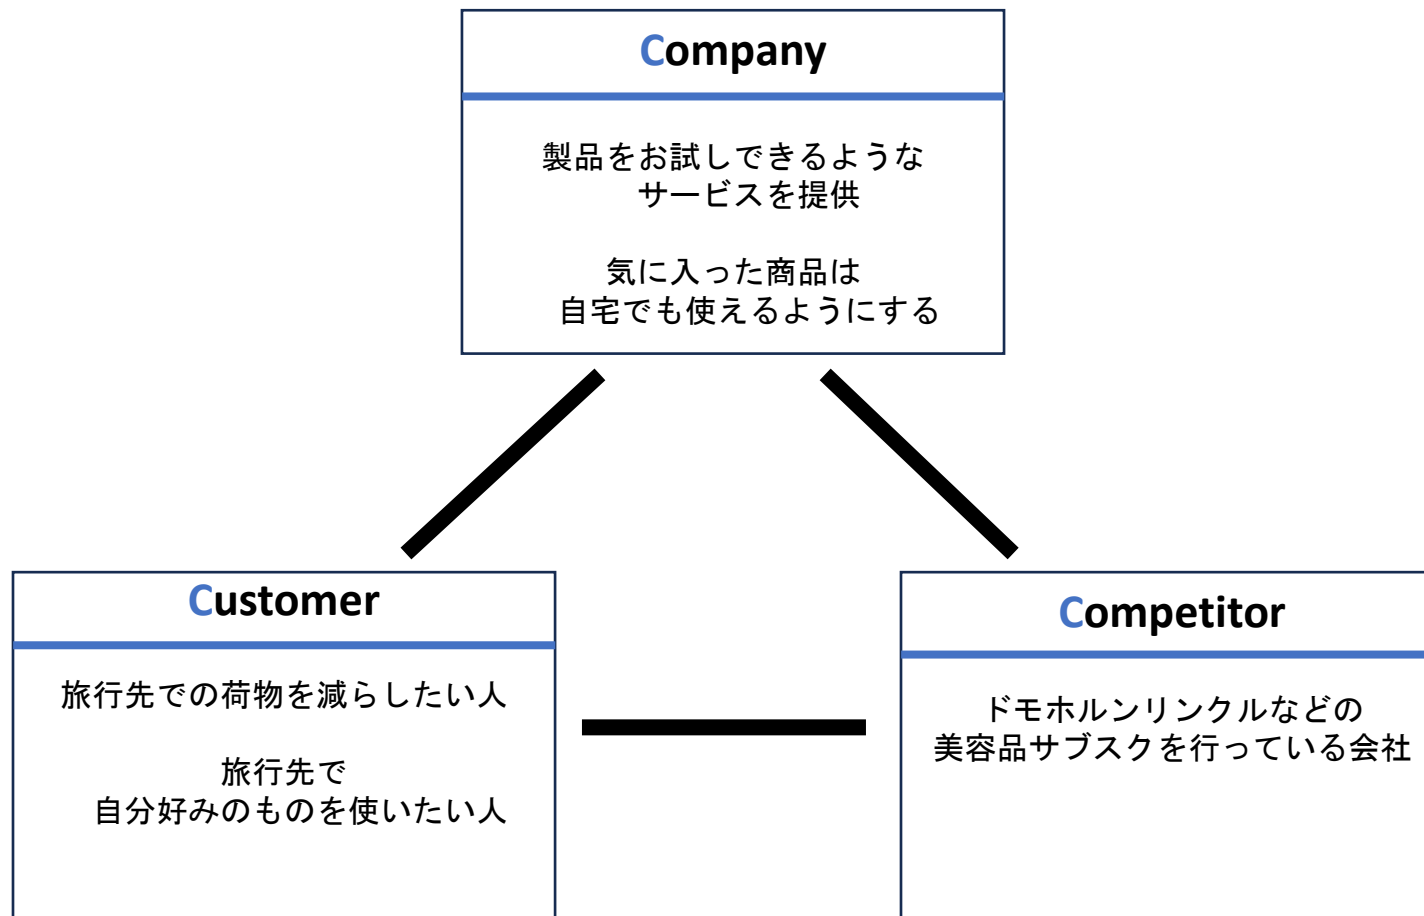 Company
製品をお試しできるような
サービスを提供
気に入った商品は
自宅でも使えるようにする
Customer
旅行先での荷物を減らしたい人
旅行先で
自分好みのものを使いたい人
Competitor
ドモホルンリンクルなどの
美容品サブスクを行っている会社